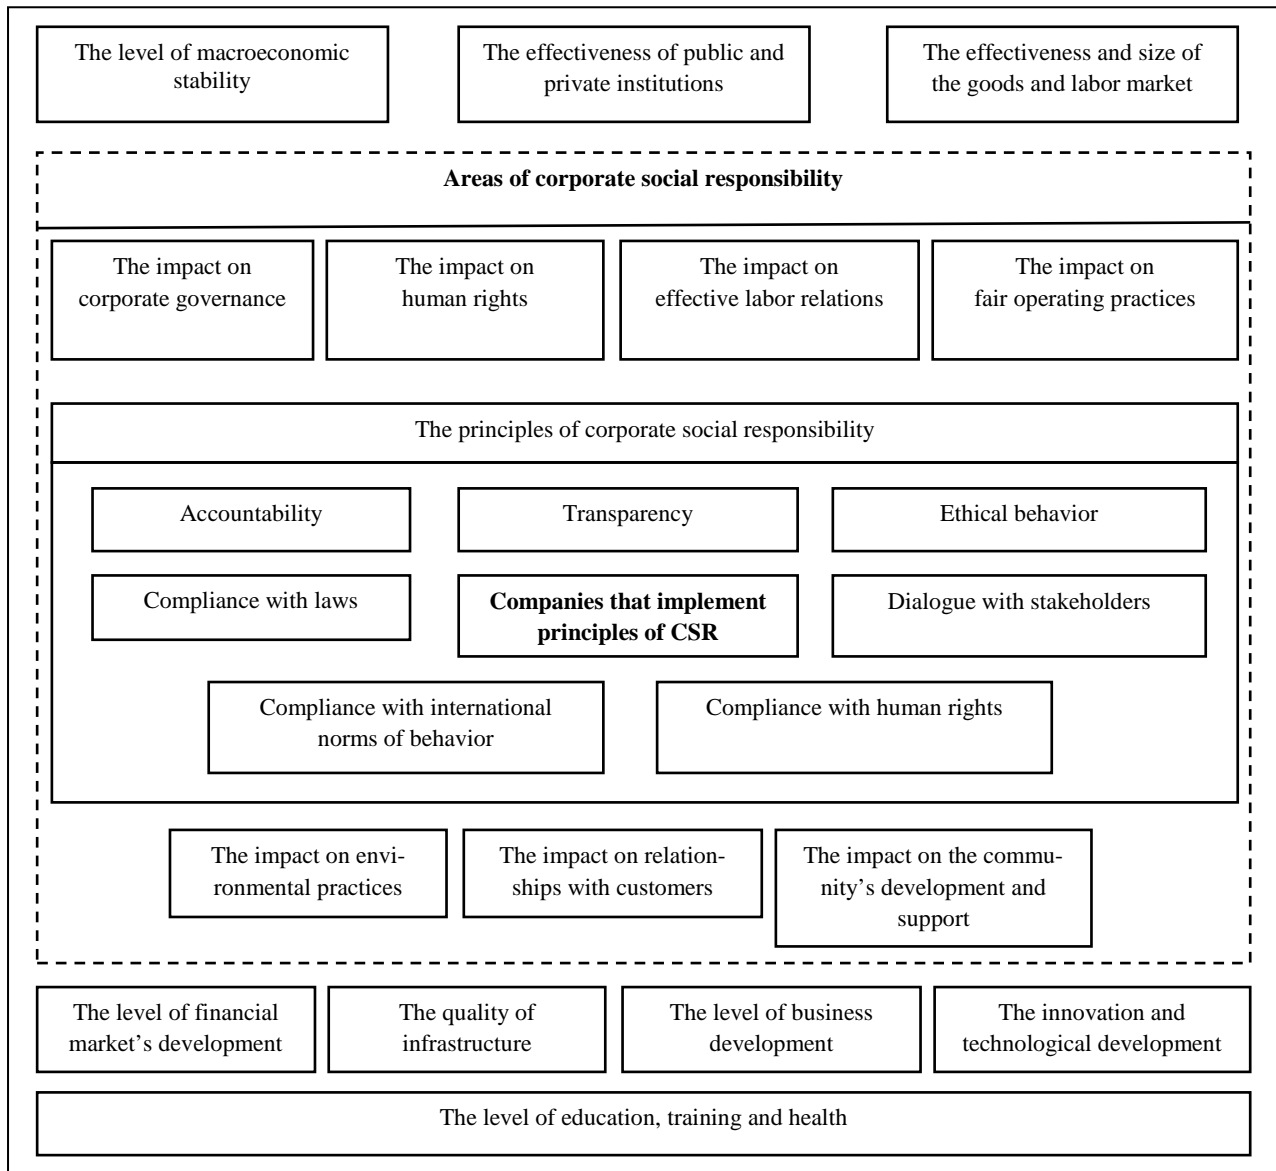 The level of macroeconomic
stability
The effectiveness of public and
private institutions
The effectiveness and size of
the goods and labor market
Areas of corporate social responsibility
The impact on
corporate governance
The impact on
human rights
The impact on
effective labor relations
The impact on
fair operating practices
The principles of corporate social responsibility
Accountability
Transparency
Ethical behavior
Compliance with laws
Companies that implement
principles of CSR
Dialogue with stakeholders
Compliance with international
norms of behavior
Compliance with human rights
The impact on envi-
ronmental practices
The impact on relation-
ships with customers
The impact on the commu-
nity’s development and
support
The level of financial
market’s development
The quality of
infrastructure
The level of business
development
The innovation and
technological development
The level of education, training and health